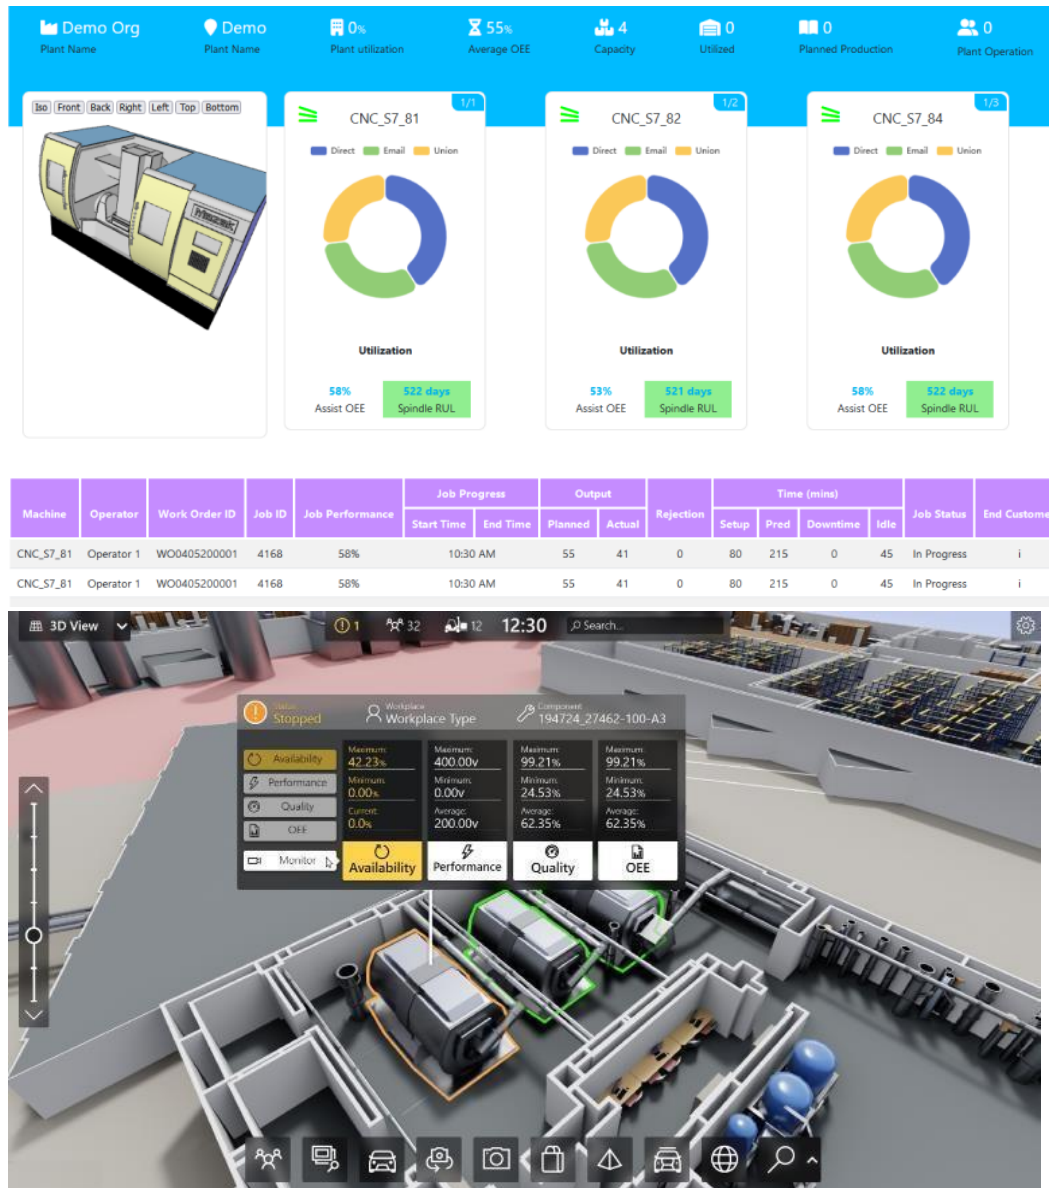 Demo Org
Plant Name
Demo
Plant Name
0%
Plant utilization
55%
Average OEE
4
Capacity
0
Utilized
0
Planned Production
0
Plant Operation
Iso Front Back Right Left Top Bottom
Mazak
1/1
CNC_S7_81
Direct Email Union
Utilization
58%
Assist OEE
522 days
Spindle RUL
1/2
CNC_S7_82
Direct Email Union
Utilization
53%
Assist OEE
521 days
Spindle RUL
1/3
CNC_S7_84
Direct Email Union
Utilization
58%
Assist OEE
522 days
Spindle RUL
Machine Operator Work Order ID Job ID Job Performance Job Progress Output Rejection Time (mins) Job Status End Custome
Start Time End Time Planned Actual Setup Pred Downtime Idle
CNC_S7_81 Operator 1 WO0405200001 4168 58% 10:30 AM 55 41 0 80 215 0 45 In Progress i
CNC_S7_81 Operator 1 WO0405200001 4168 58% 10:30 AM 55 41 0 80 215 0 45 In Progress i
3D View 1 32 12 12:30 Search...
Status
Stopped
Workplace
Workplace Type
Component
194724_27462-100-A3
Availability
Performance
Quality
OEE
Monitor
Maximum:
42.23%
Minimum:
0.00%
Current:
0.0%
Availability
Maximum:
400.00v
Minimum:
0.00v
Average:
200.00v
Performance
Maximum:
99.21%
Minimum:
24.53%
Average:
62.35%
Quality
Maximum:
99.21%
Minimum:
24.53%
Average:
62.35%
OEE